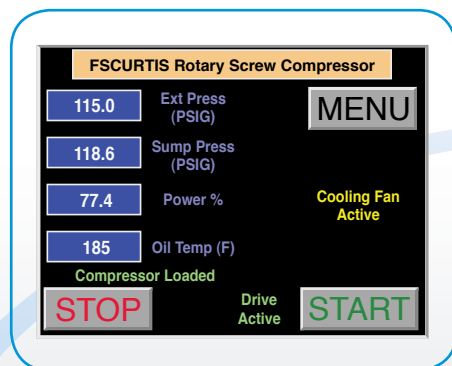 FSCURTIS Rotary Screw Compressor
115.0 Ext Press
(PSIG)
MENU
118.6 Sump Press
(PSIG)
77.4 Power %
Cooling Fan
Active
185 Oil Temp (F)
Compressor Loaded
STOP
Drive
Active
START